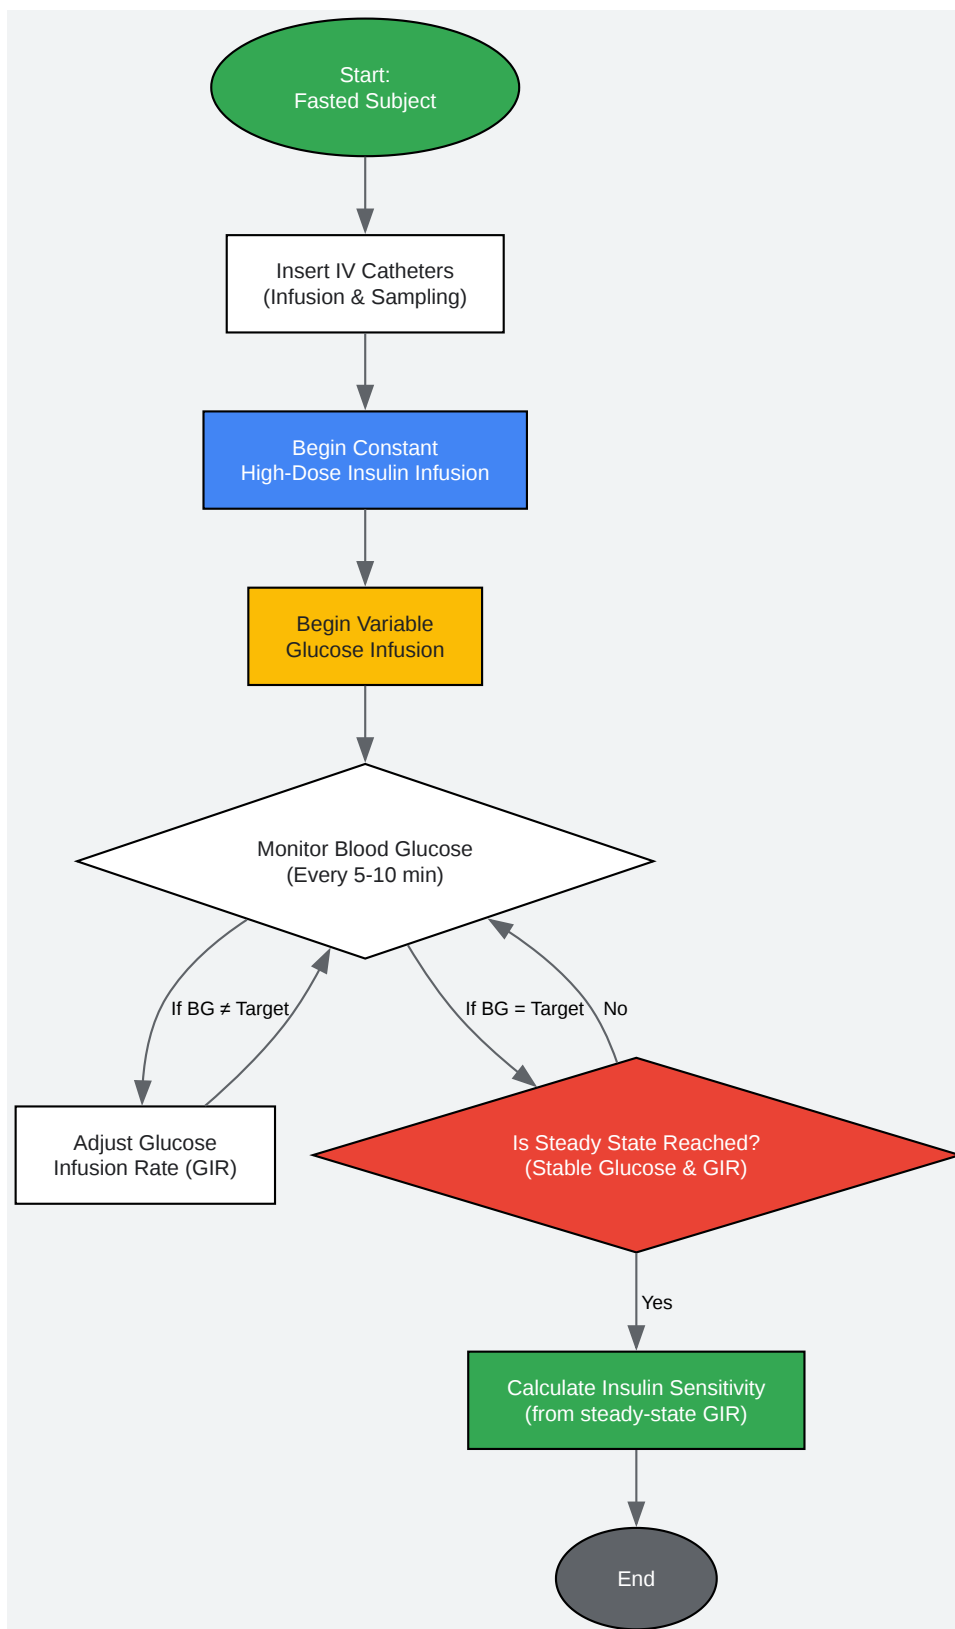 Start:
Fasted Subject
Insert IV Catheters
(Infusion & Sampling)
Begin Constant
High-Dose Insulin Infusion
Begin Variable
Glucose Infusion
Monitor Blood Glucose
(Every 5-10 min)
If BG ≠ Target
If BG = Target
No
Adjust Glucose
Infusion Rate (GIR)
Is Steady State Reached?
(Stable Glucose & GIR)
Yes
Calculate Insulin Sensitivity
(from steady-state GIR)
End